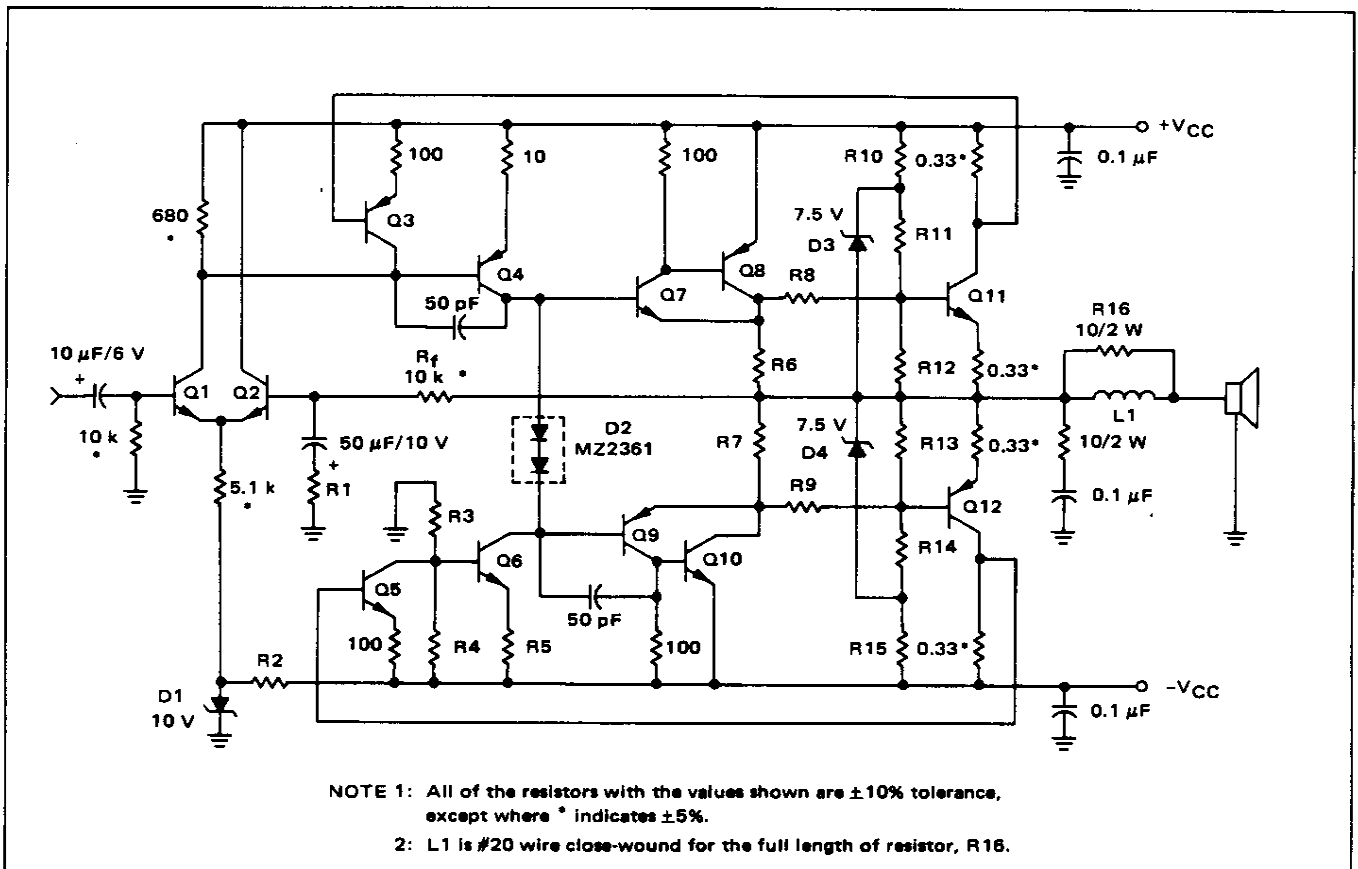 +VCC
100
10
100
R10
0.33*
0.1 µF
680
*
Q3
7.5 V
D3
R11
Q4
Q7
Q8
R8
Q11
50 pF
R16
10/2 W
10 µF/6 V
+
Rf
10 k *
R6
R12
0.33*
Q1
Q2
L1
10 k
*
50 µF/10 V
+
D2
MZ2361
R7
7.5 V
D4
R13
0.33*
10/2 W
5.1 k
*
R1
R3
R9
Q12
0.1 µF
Q6
Q9
Q10
R14
Q5
50 pF
100
R4
R5
100
R15
0.33*
R2
D1
10 V
-VCC
0.1 µF
NOTE 1: All of the resistors with the values shown are ±10% tolerance,
except where * indicates ±5%.
2: L1 is #20 wire close-wound for the full length of resistor, R16.